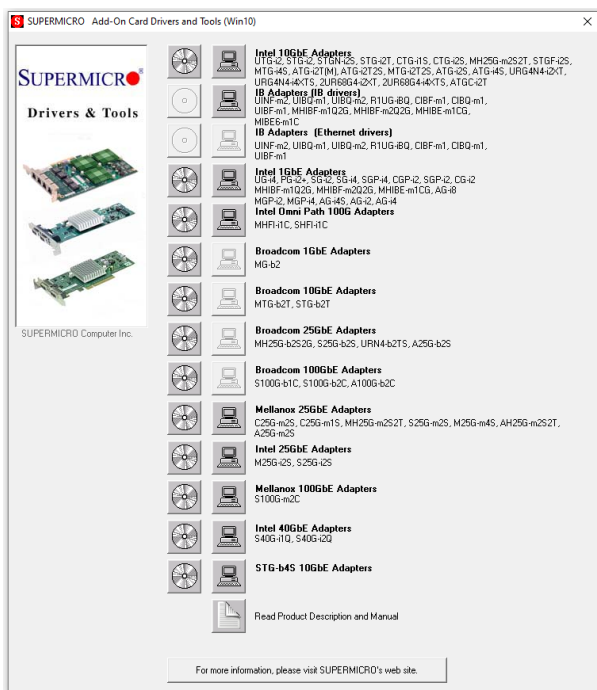 SUPERMICRO Add-On Card Drivers and Tools (Win10)
SUPERMICRO
Drivers & Tools
SUPERMICRO Computer Inc.
Intel 10GbE Adapters
UTG-i2, STG-i2, STGN-i2S, STG-i2T, CTG-i1S, CTG-i2S, MH25G-m2S2T, STGF-i2S,
MTG-i4S, ATG-i2T(M), ATG-i2T2S, MTG-i2T2S, ATG-i2S, ATG-i4S, URG4N4-i2XT,
URG4N4-i4XTS, 2UR68G4-i2XT, 2UR68G4-i4XTS, ATGC-i2T
IB Adapters (IB drivers)
UINF-m2, UIBQ-m1, UIBQ-m2, R1UG-iBQ, CIBF-m1, CIBQ-m1,
UIBF-m1, MHIBF-m1Q2G, MHIBF-m2Q2G, MHIBE-m1CG,
MIBE6-m1C
IB Adapters (Ethernet drivers)
UINF-m2, UIBQ-m1, UIBQ-m2, R1UG-iBQ, CIBF-m1, CIBQ-m1,
UIBF-m1
Intel 1GbE Adapters
UG-i4, PG-i2+, SG-i2, SG-i4, SGP-i4, CGP-i2, SGP-i2, CG-i2
MHIBF-m1Q2G, MHIBF-m2Q2G, MHIBE-m1CG, AG-i8
MGP-i2, MGP-i4, AG-i4S, AG-i2, AG-i4
Intel Omni Path 100G Adapters
MHFI-i1C, SHFI-i1C
Broadcom 1GbE Adapters
MG-b2
Broadcom 10GbE Adapters
MTG-b2T, STG-b2T
Broadcom 25GbE Adapters
MH25G-b2S2G, S25G-b2S, URN4-b2TS, A25G-b2S
Broadcom 100GbE Adapters
S100G-b1C, S100G-b2C, A100G-b2C
Mellanox 25GbE Adapters
C25G-m2S, C25G-m1S, MH25G-m2S2T, S25G-m2S, M25G-m4S, AH25G-m2S2T,
A25G-m2S
Intel 25GbE Adapters
M25G-i2S, S25G-i2S
Mellanox 100GbE Adapters
S100G-m2C
Intel 40GbE Adapters
S40G-i1Q, S40G-i2Q
STG-b4S 10GbE Adapters
Read Product Description and Manual
For more information, please visit SUPERMICRO's web site.